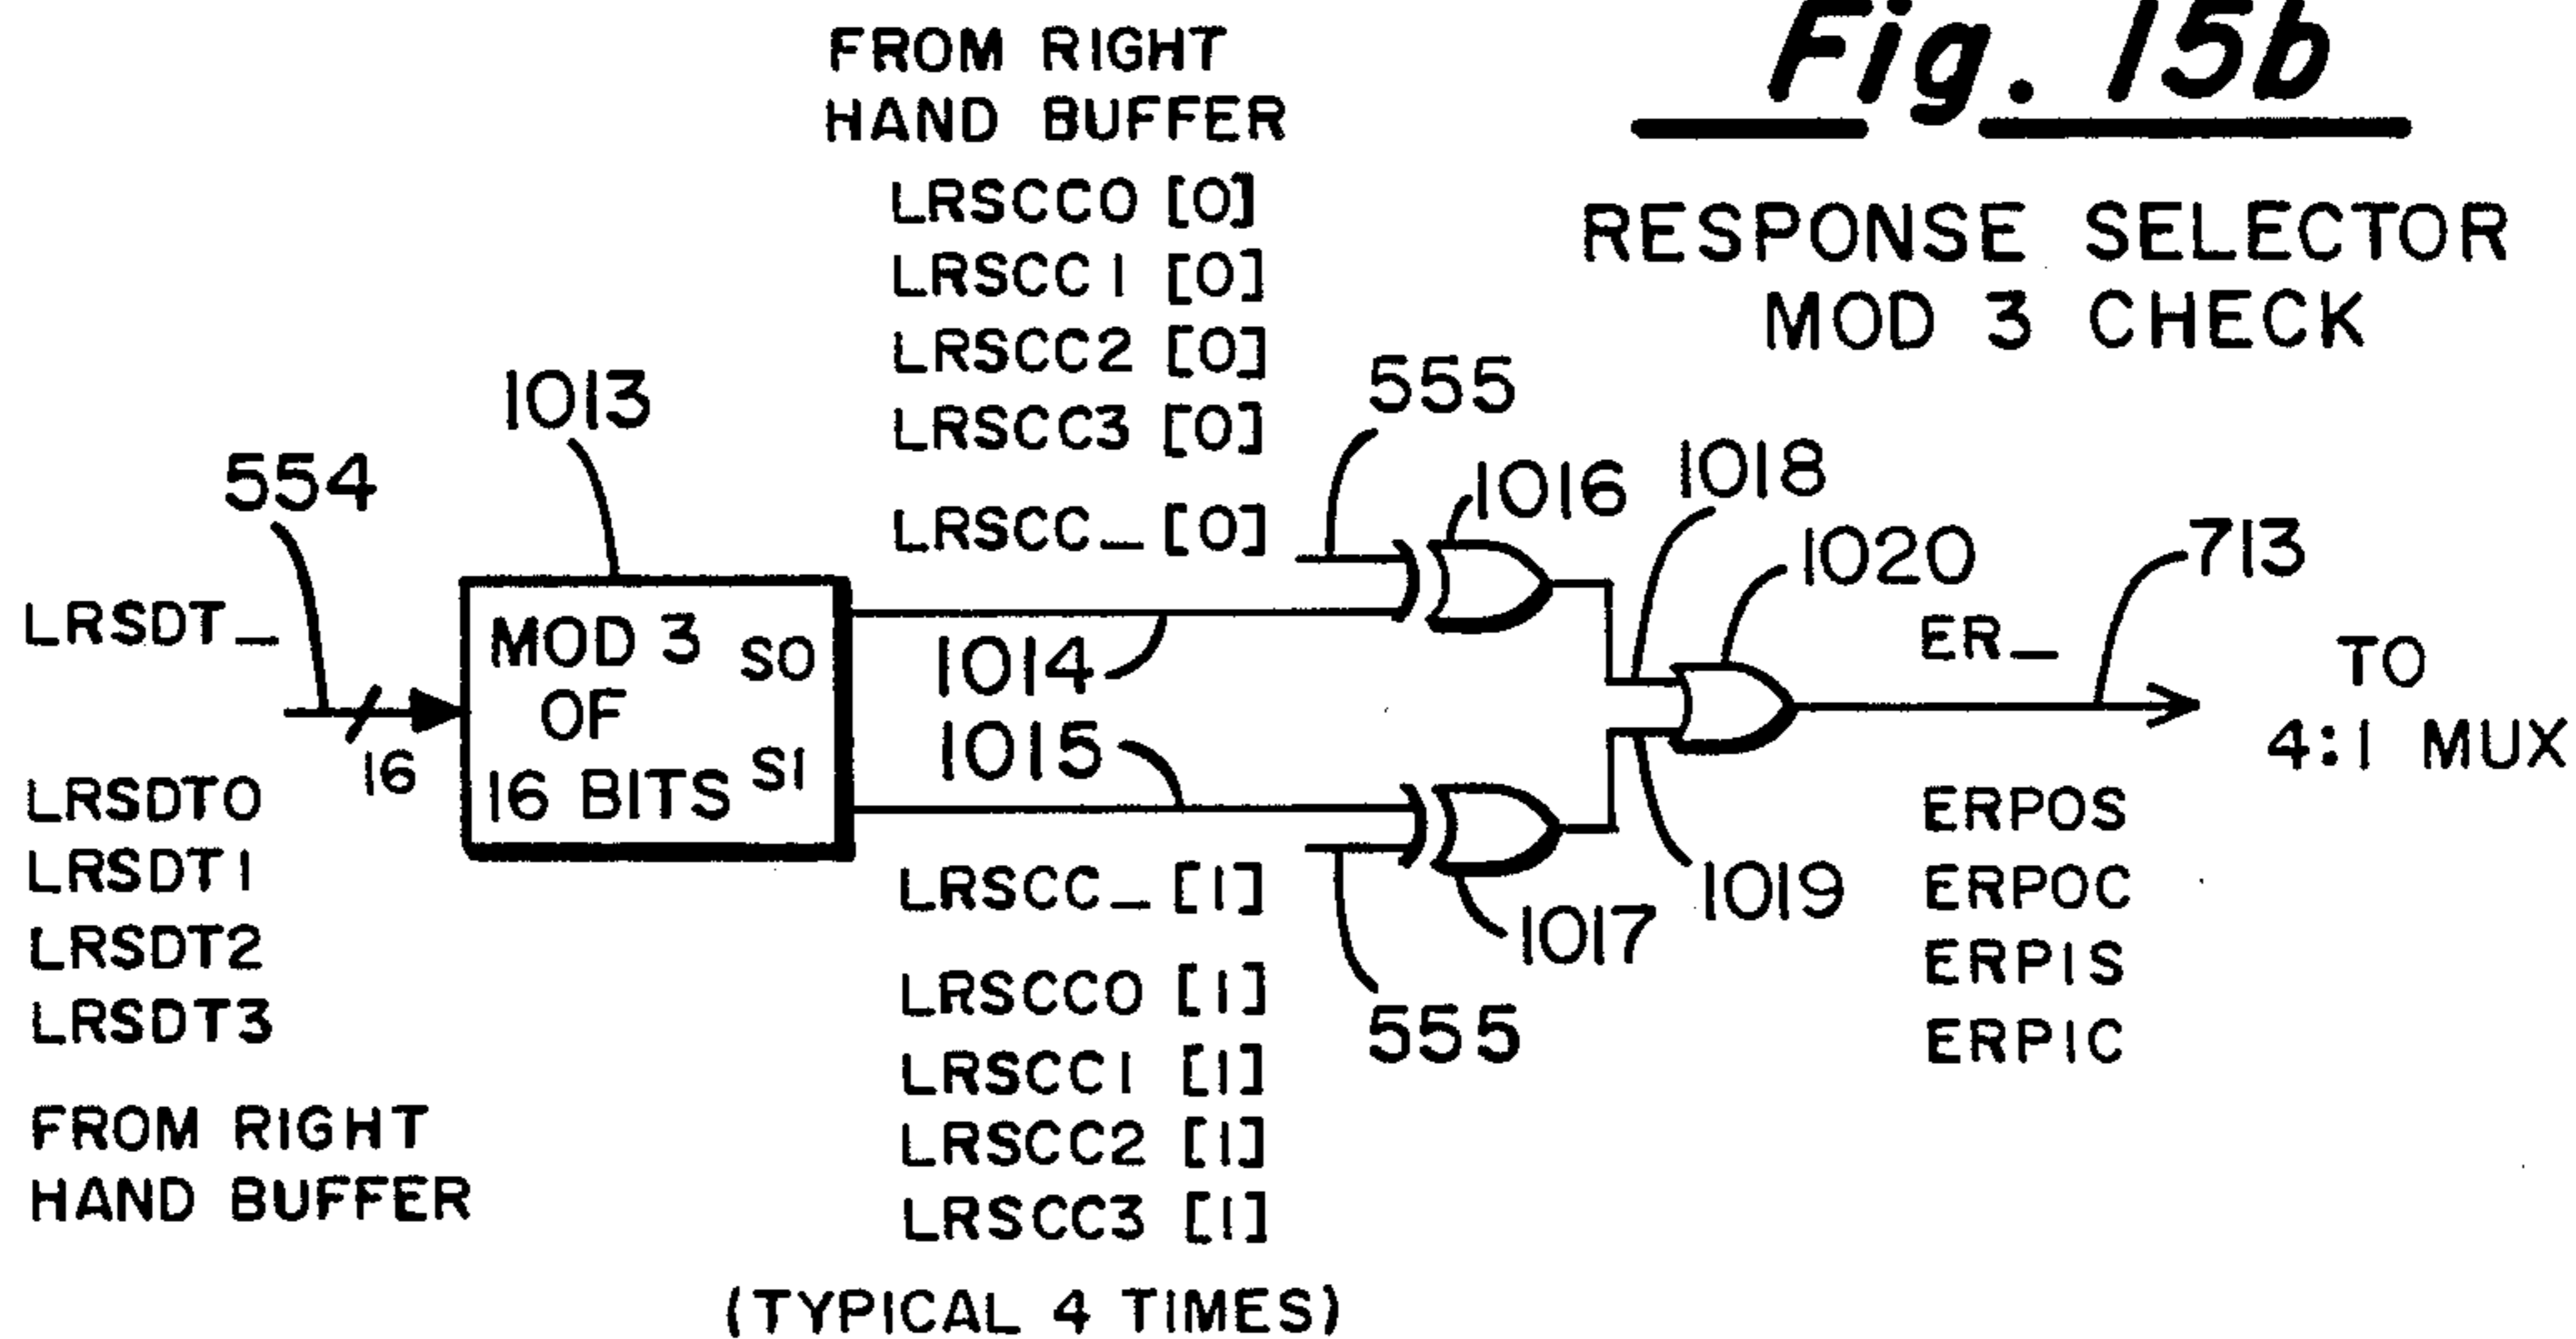 Fig. 15b
RESPONSE SELECTOR
MOD 3 CHECK
FROM RIGHT
HAND BUFFER
LRSCC0 [0]
LRSCC1 [0]
LRSCC2 [0]
LRSCC3 [0]
LRSCC_ [0]
555
1013
554
1016
1018
1020
713
LRSDT_
16
MOD 3
OF
16 BITS
S0
S1
1014
1015
ER_
TO
4:1 MUX
LRSDT0
LRSDT1
LRSDT2
LRSDT3
FROM RIGHT
HAND BUFFER
LRSCC_ [1]
LRSCC0 [1]
LRSCC1 [1]
LRSCC2 [1]
LRSCC3 [1]
555
1017
1019
ERP0S
ERP0C
ERP1S
ERP1C
(TYPICAL 4 TIMES)